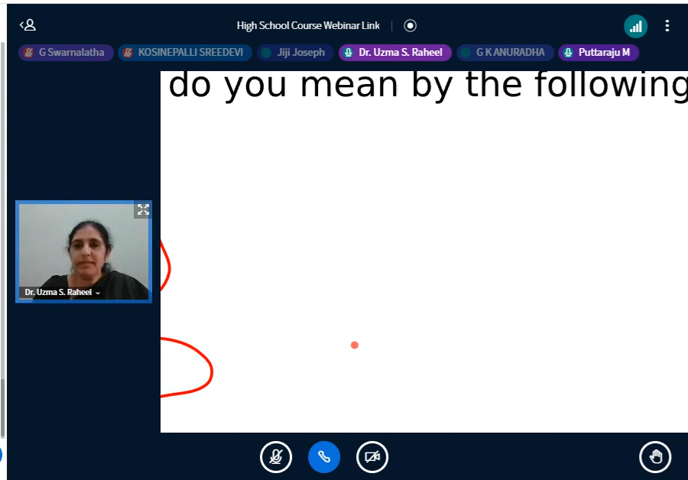 High School Course Webinar Link
G Swarnalatha KOSINEPALLI SREEDEVI Jiji Joseph Dr. Uzma S. Raheel G K ANURADHA Puttaraju M
do you mean by the following
Dr. Uzma S. Raheel